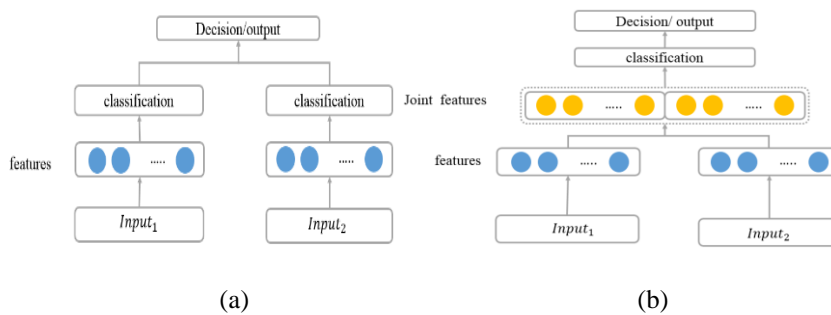 Decision/output
classification
classification
features
.....
.....
Input₁
Input₂
(a)
Decision/ output
classification
Joint features
.....
.....
features
.....
.....
Input₁
Input₂
(b)